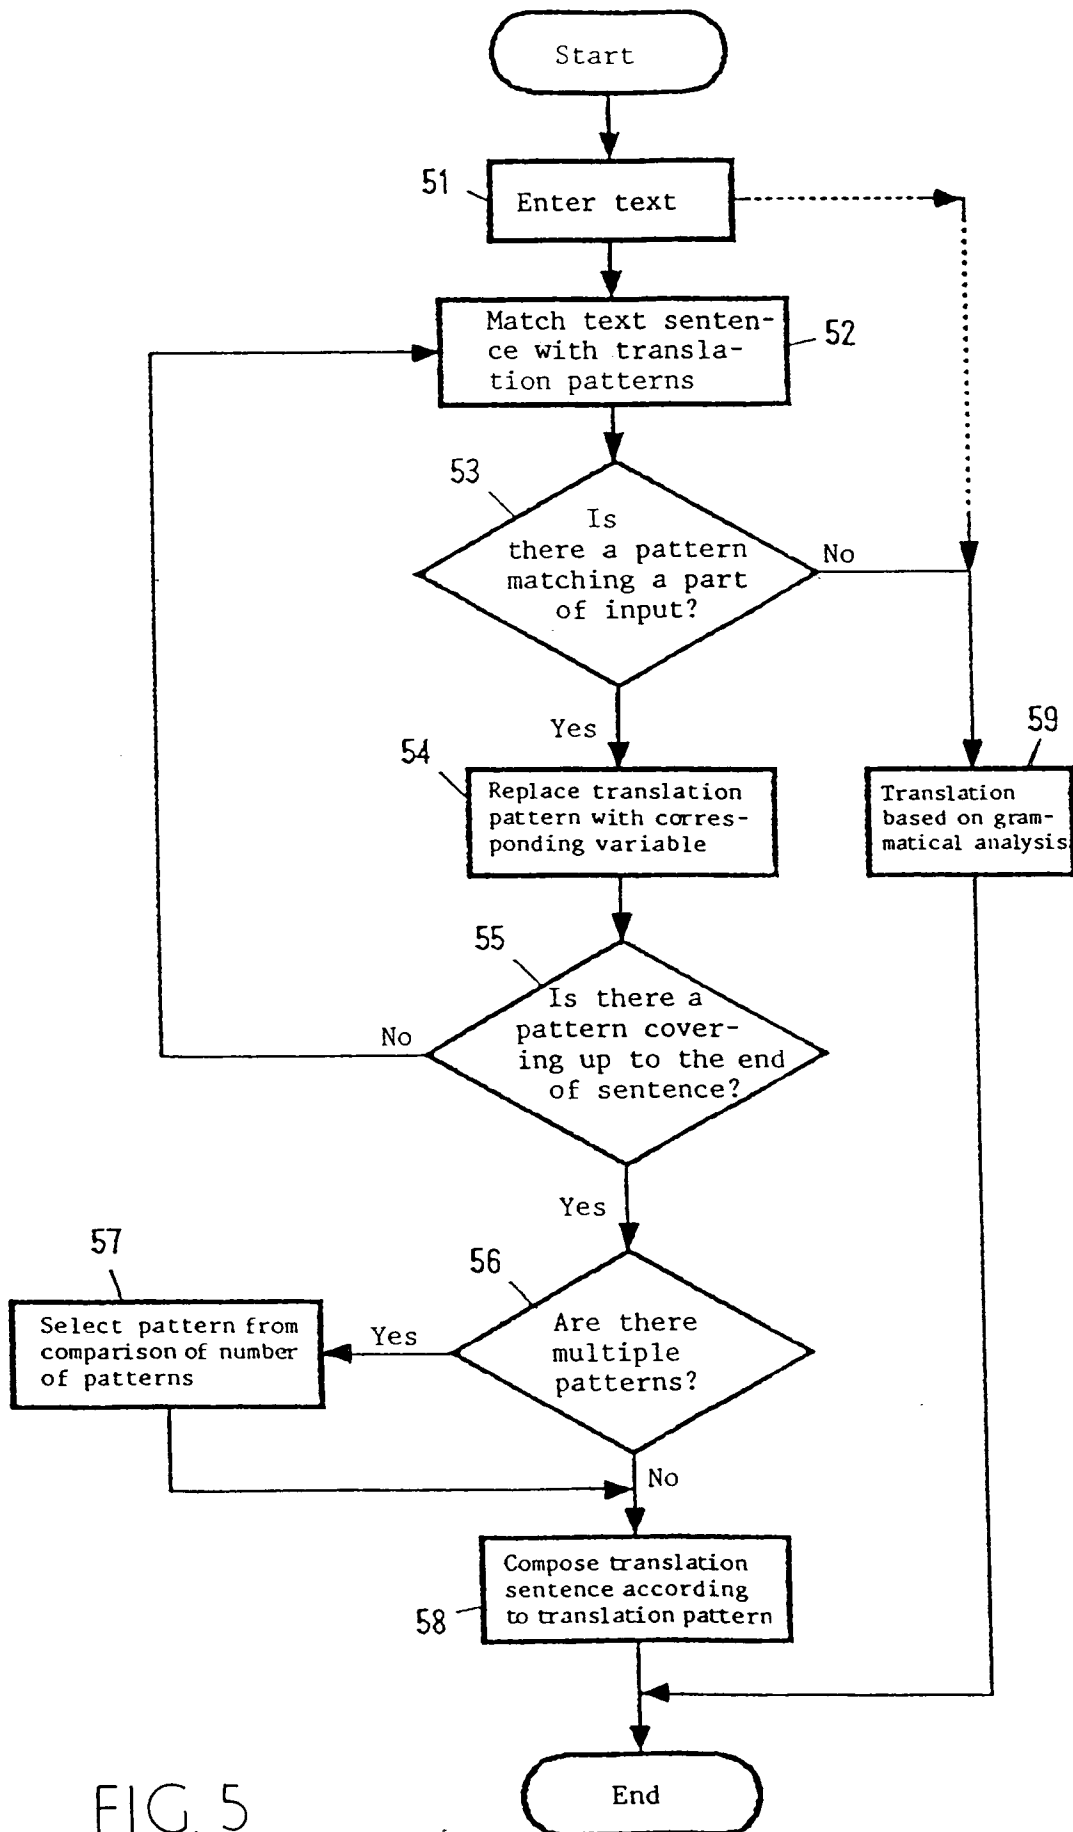 Start
51
Enter text
Match text senten-
ce with transla-
tion patterns
52
53
Is
there a pattern
matching a part
of input?
No
Yes
54
Replace translation
pattern with corres-
ponding variable
59
Translation
based on gram-
matical analysis
55
Is there a
pattern cover-
ing up to the end
of sentence?
No
Yes
57
Select pattern from
comparison of number
of patterns
Yes
56
Are there
multiple
patterns?
No
Compose translation
sentence according
to translation pattern
58
End
FIG. 5